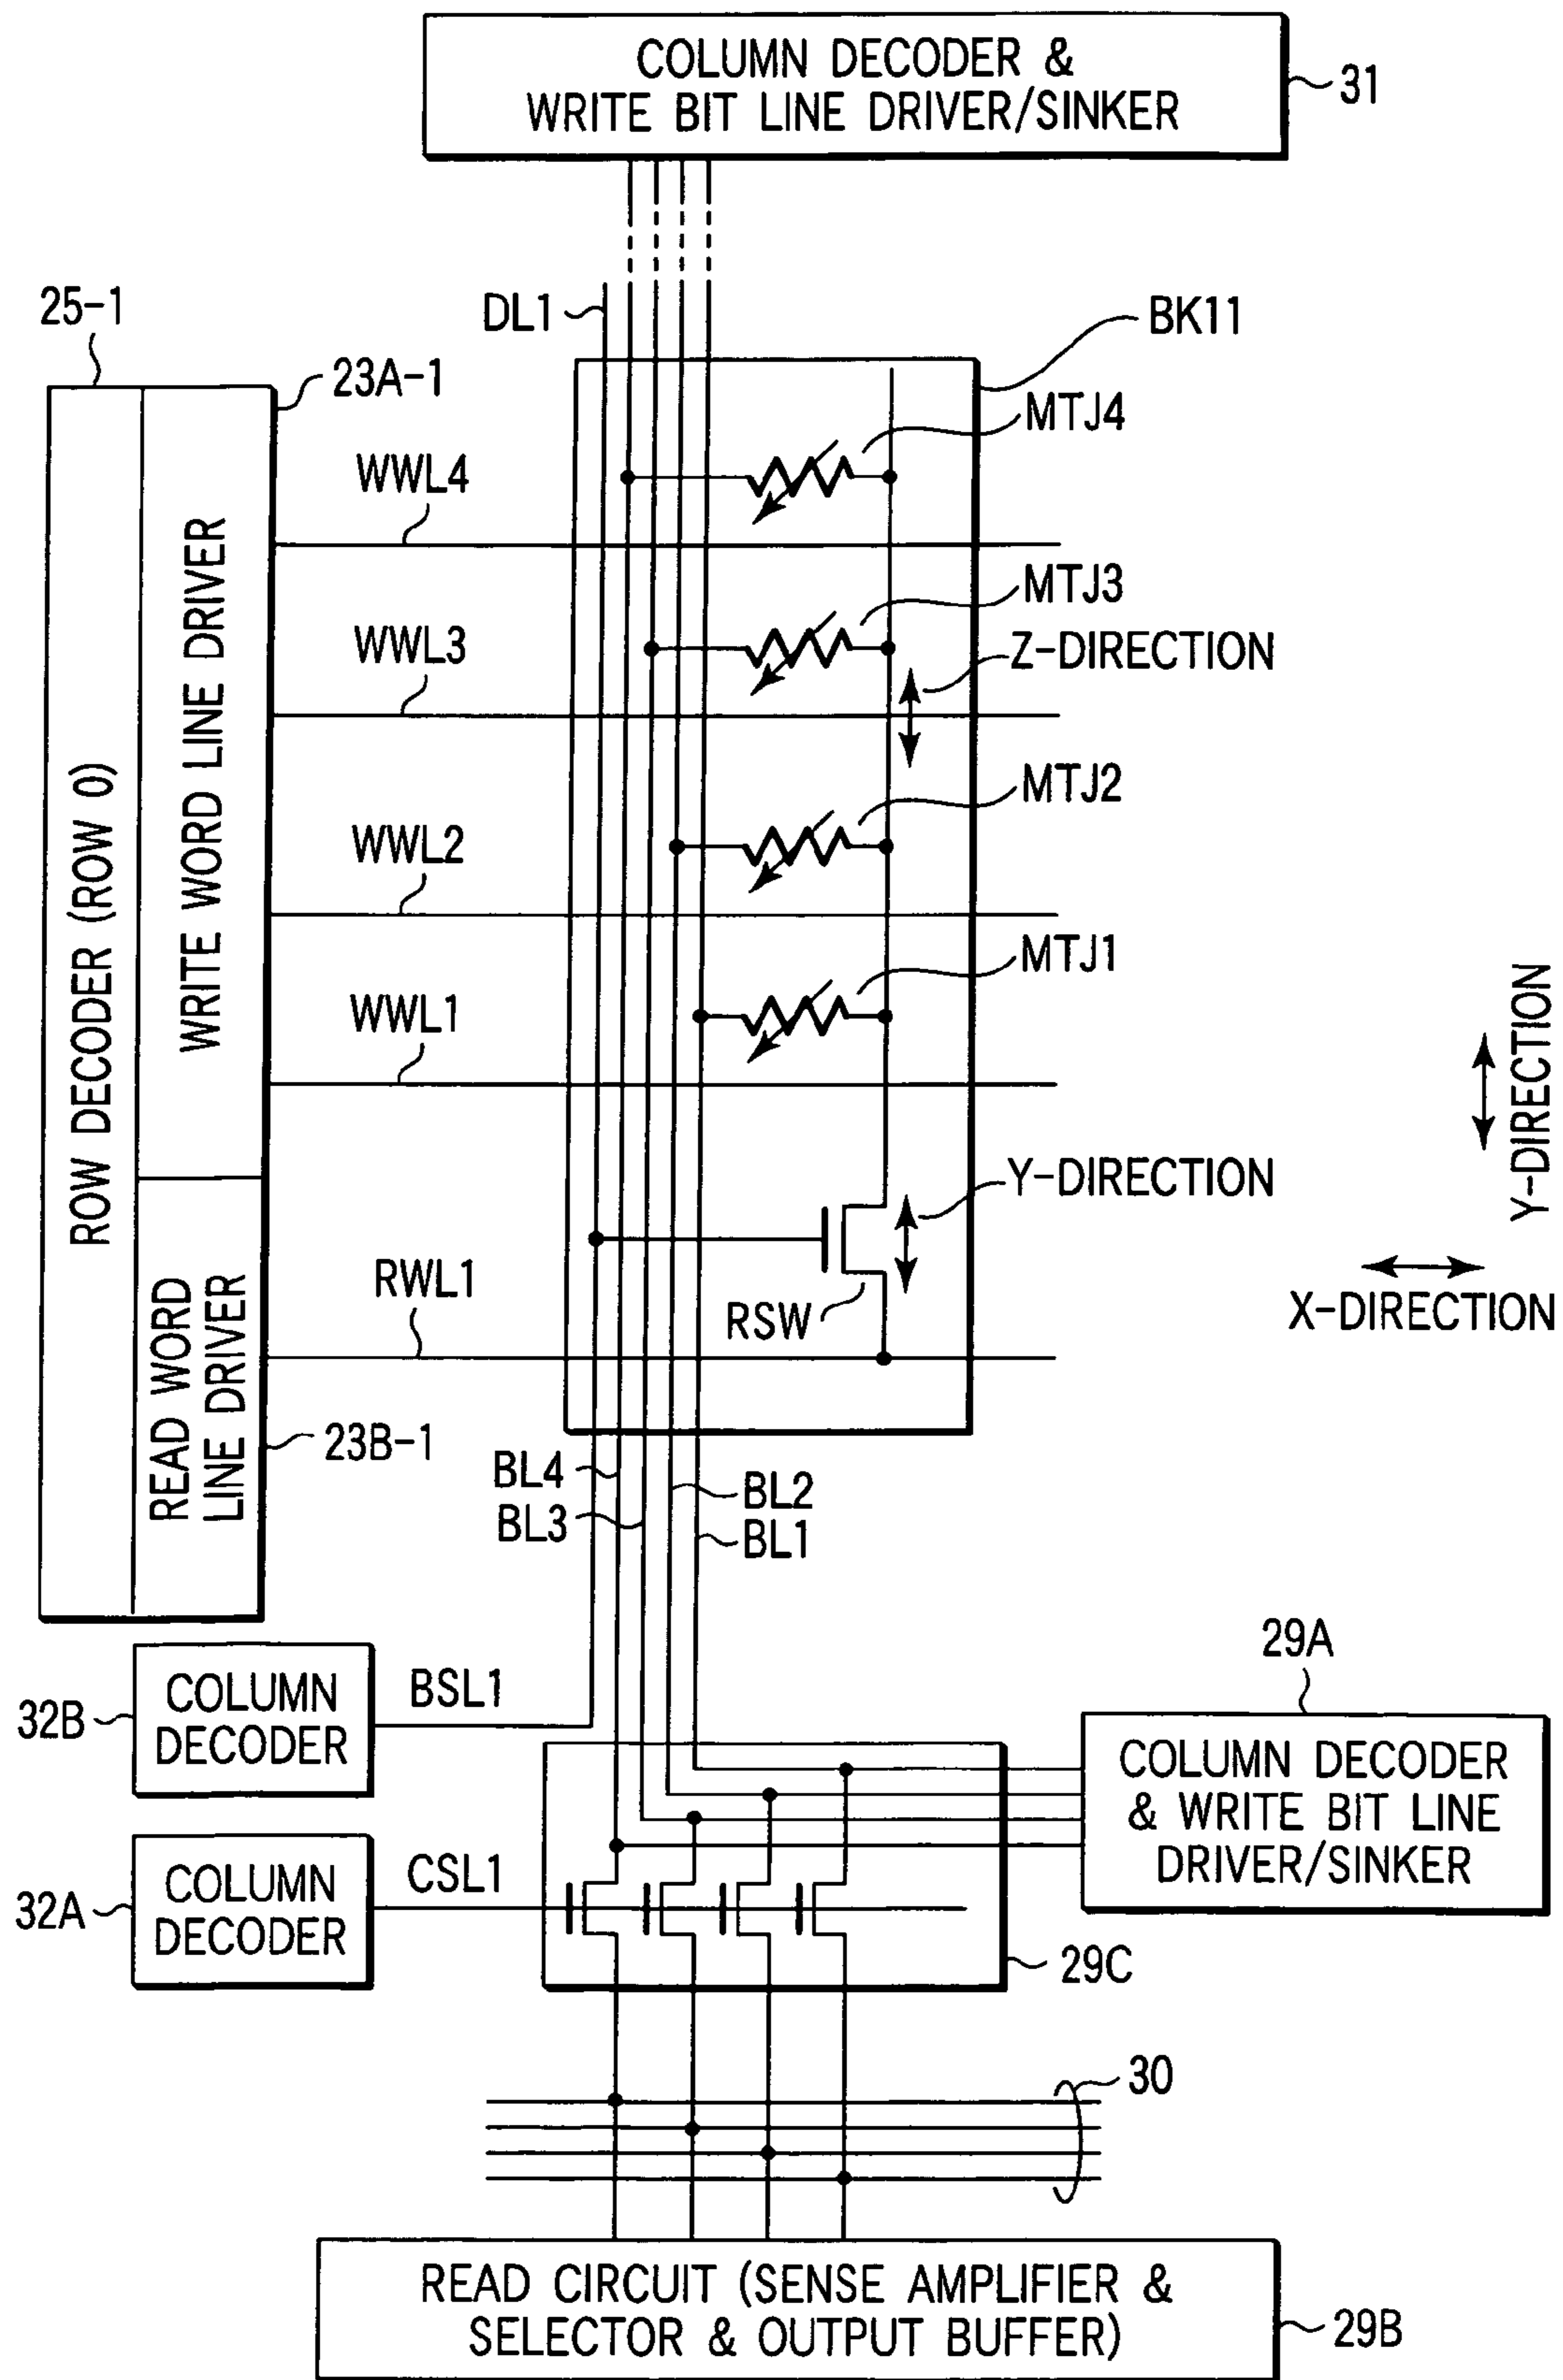 COLUMN DECODER &
WRITE BIT LINE DRIVER/SINKER
31
25-1
DL1
BK11
23A-1
MTJ4
WWL4
MTJ3
WWL3
Z-DIRECTION
ROW DECODER (ROW 0)
WRITE WORD LINE DRIVER
MTJ2
WWL2
MTJ1
WWL1
Y-DIRECTION
Y-DIRECTION
X-DIRECTION
RWL1
RSW
READ WORD
LINE DRIVER
23B-1
BL4
BL2
BL3
BL1
29A
32B
COLUMN
DECODER
BSL1
COLUMN DECODER
& WRITE BIT LINE
DRIVER/SINKER
32A
COLUMN
DECODER
CSL1
29C
30
READ CIRCUIT (SENSE AMPLIFIER &
SELECTOR & OUTPUT BUFFER)
29B